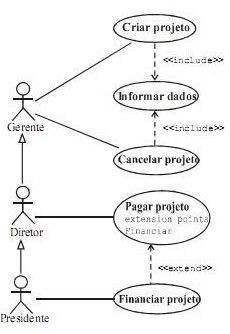 Criar projeto
<<include>>
Informar dados
Gerente
<<include>>
Cancelar projeto
Pagar projeto
extension points
Financiar
Diretor
<<extend>>
Financiar projeto
Presidente